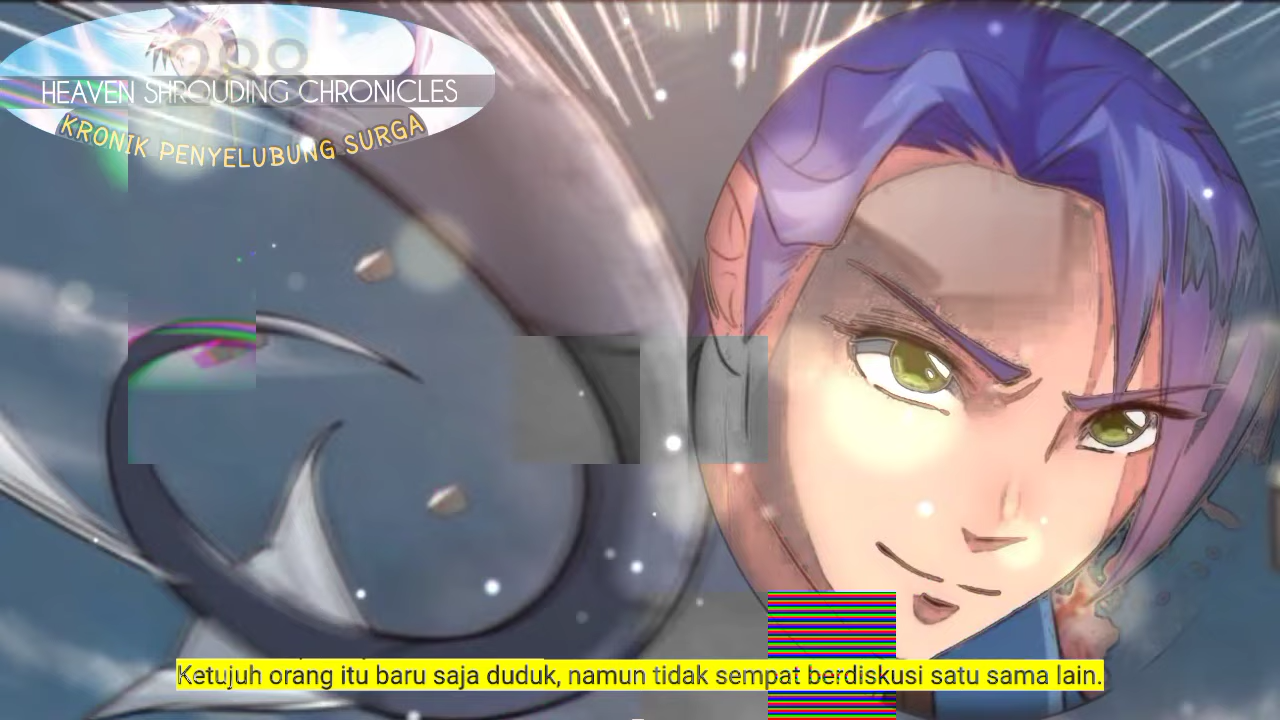 HEAVEN SHROUDING CHRONICLES
KRONIK PENYELUBUNG SURGA
Ketujuh orang itu baru saja duduk, namun tidak sempat berdiskusi satu sama lain.